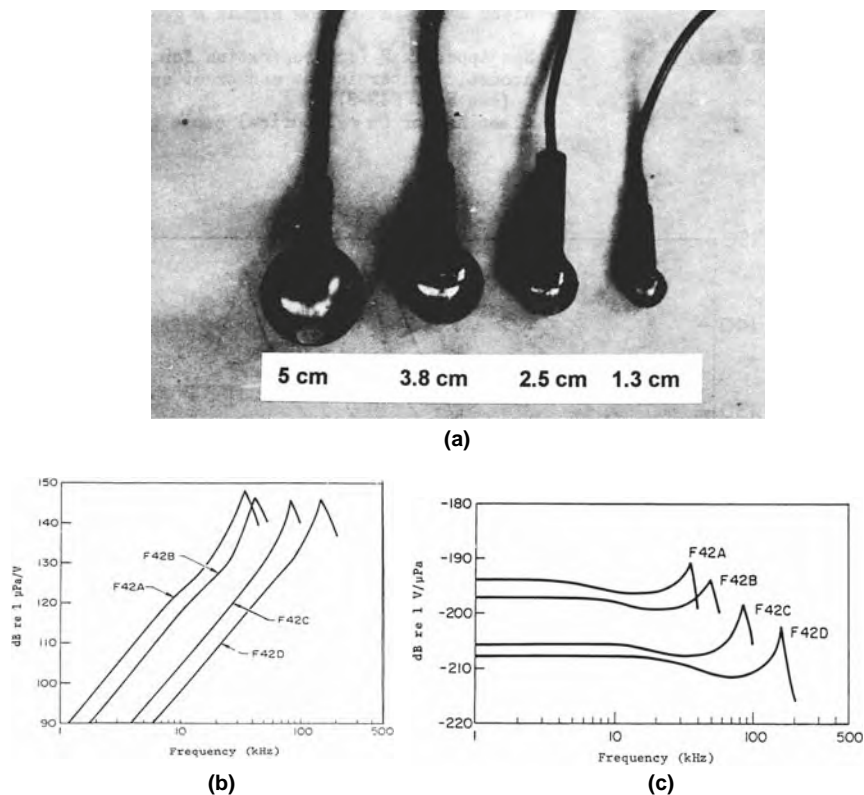 5 cm 3.8 cm 2.5 cm 1.3 cm
(a)
150
140
130
120
110
100
90
dB re 1 μPa/V
F42A
F42B
F42C
F42D
1 10 100 500
Frequency (kHz)
(b)
-180
-190
-200
-210
-220
dB re 1 V/μPa
F42A
F42B
F42C
F42D
1 10 100 500
Frequency (kHz)
(c)